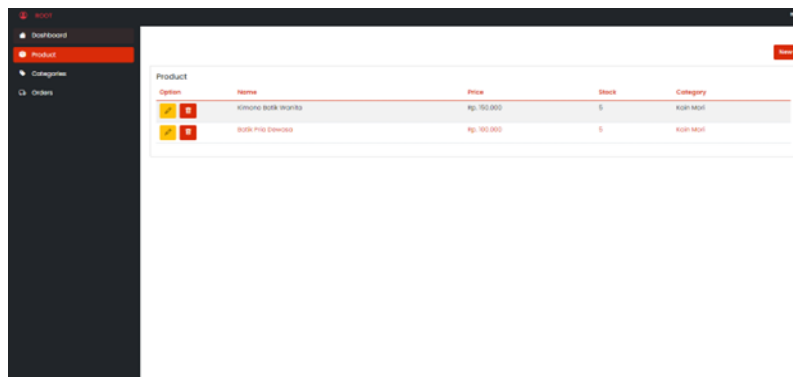 ROOT
Dashboard
Product
Categories
Orders
New
Product
Option Name Price Stock Category
Kimono Batik Wanita Rp. 150.000 5 Kain Mori
Batik Pria Dewasa Rp. 100.000 5 Kain Mori